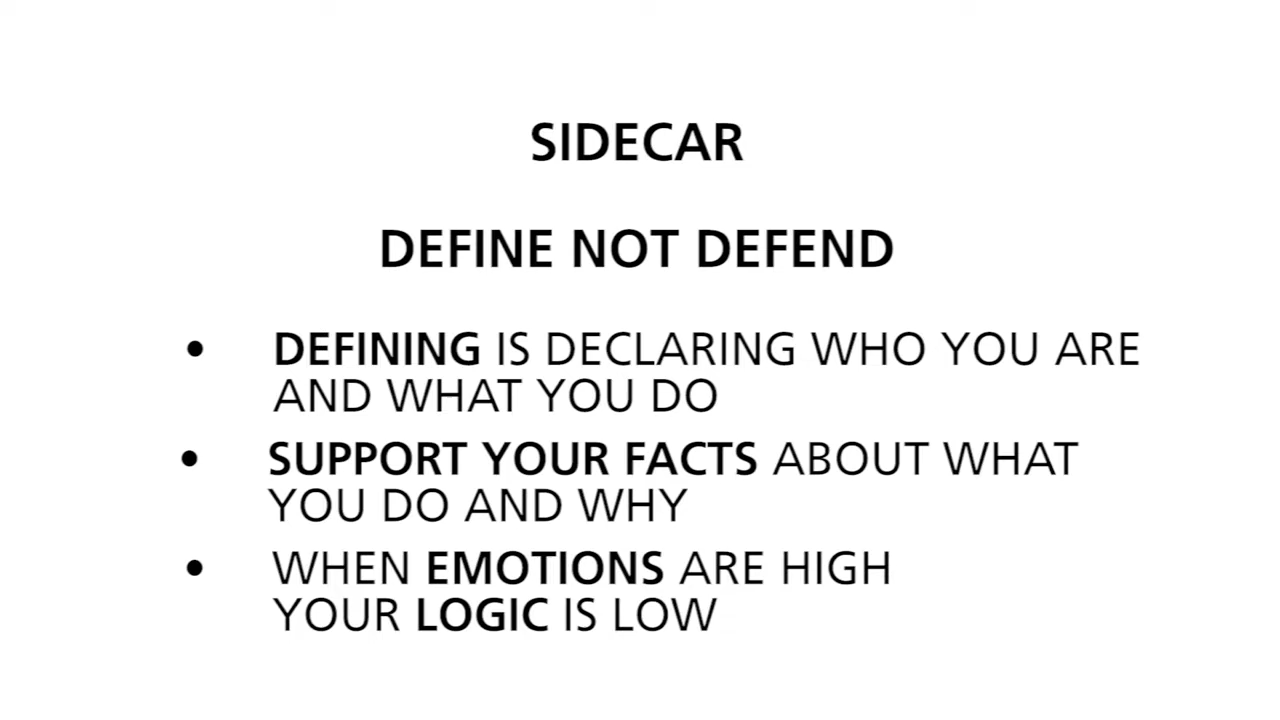 SIDECAR
DEFINE NOT DEFEND
• DEFINING IS DECLARING WHO YOU ARE
AND WHAT YOU DO
• SUPPORT YOUR FACTS ABOUT WHAT
YOU DO AND WHY
• WHEN EMOTIONS ARE HIGH
YOUR LOGIC IS LOW